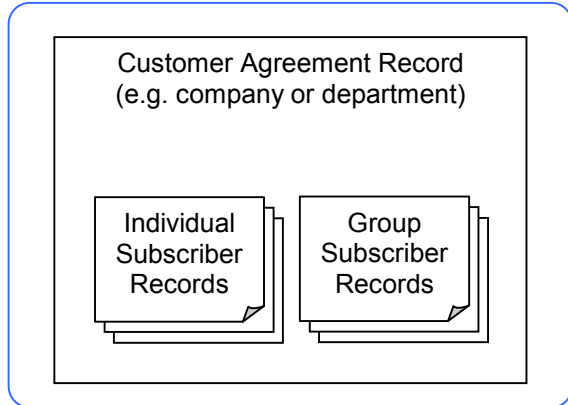 Customer Agreement Record
(e.g. company or department)
Individual
Subscriber
Records
Group
Subscriber
Records